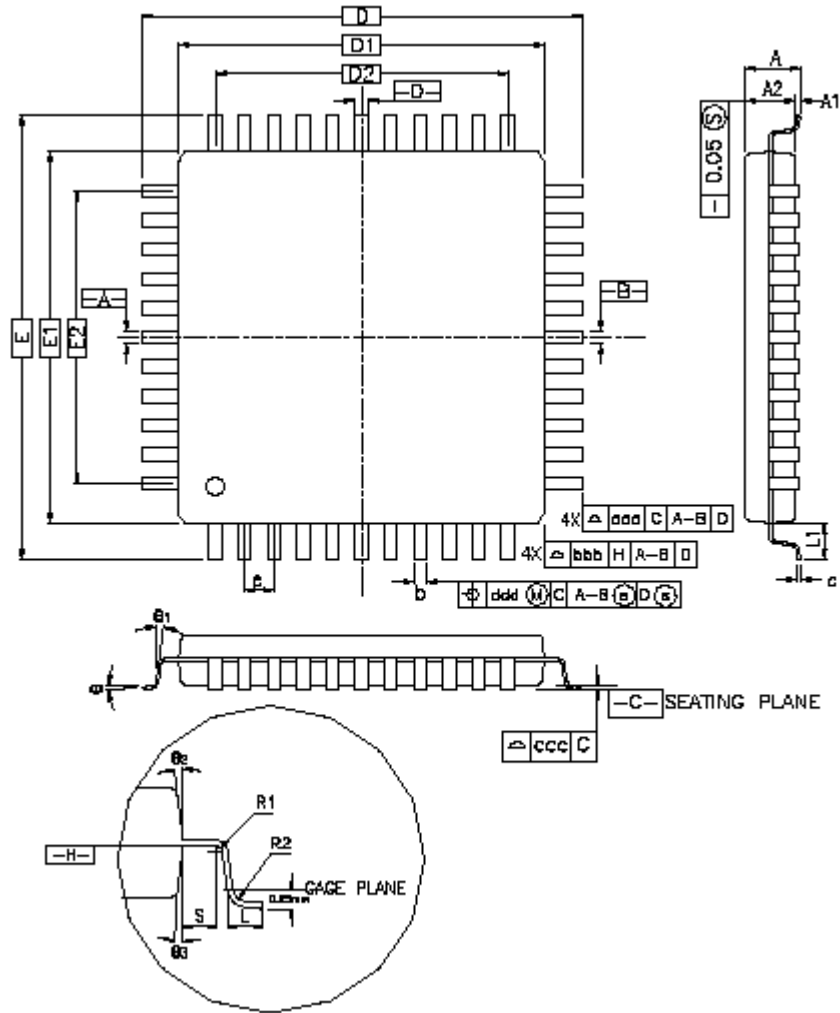 D
D1
D2
-D-
A
A2
A1
- 0.05 S
-A-
-B-
E
E1
E2
4X C A-B D
4X bbb H A-B D
L1
e
b
ddd M C A-B S D S
c
θ1
θ
-C- SEATING PLANE
ccc C
θ2
R1
R2
-H-
GAGE PLANE
S
L
θ3